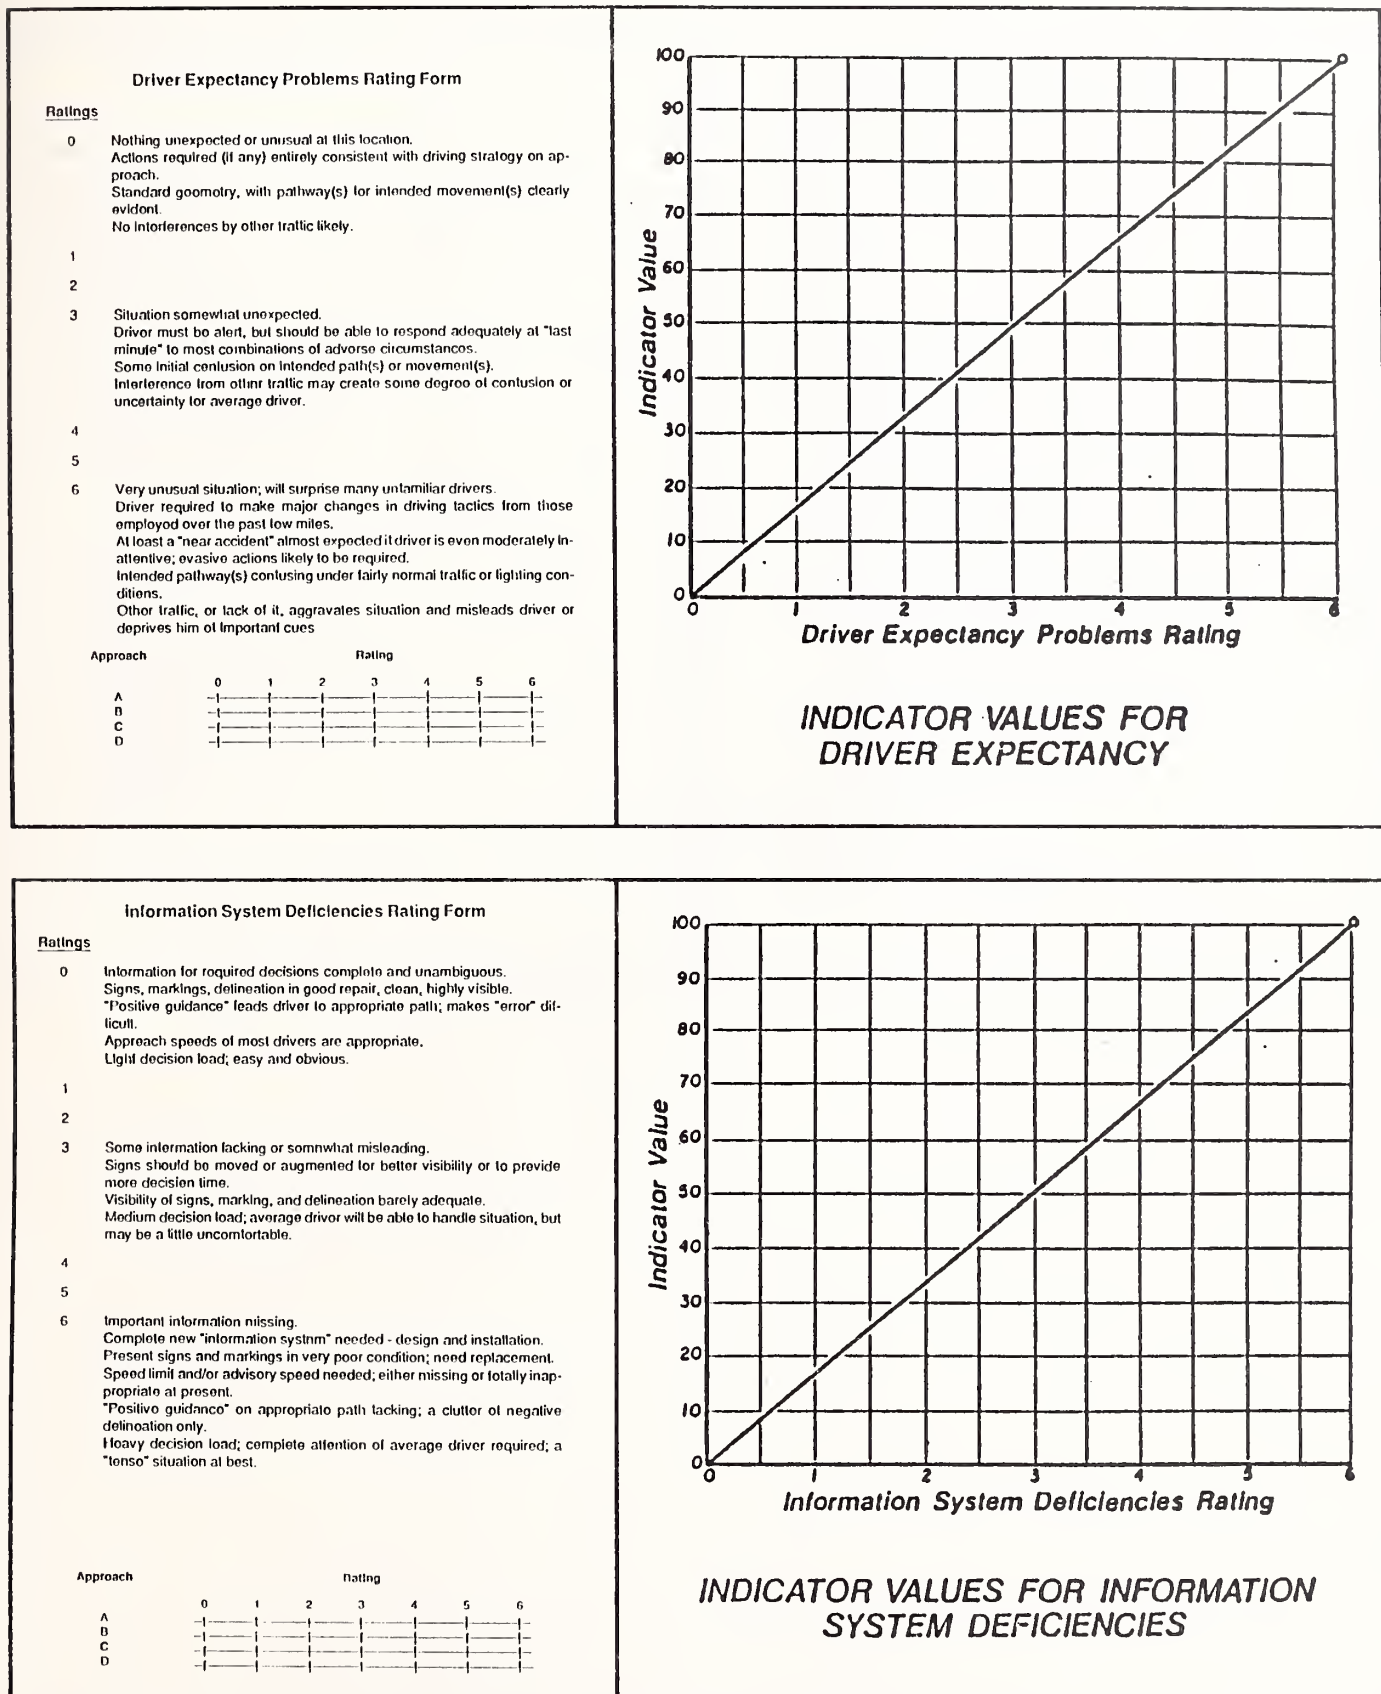 Driver Expectancy Problems Rating Form
Ratings
0 Nothing unexpected or unusual at this location.
Actions required (if any) entirely consistent with driving strategy on ap-
proach.
Standard geometry, with pathway(s) for intended movement(s) clearly
evident.
No interferences by other traffic likely.
1
2
3 Situation somewhat unexpected.
Driver must be alert, but should be able to respond adequately at "last
minute" to most combinations of adverse circumstances.
Some initial confusion on intended path(s) or movement(s).
Interference from other traffic may create some degree of confusion or
uncertainty for average driver.
4
5
6 Very unusual situation; will surprise many unfamiliar drivers.
Driver required to make major changes in driving tactics from those
employed over the past few miles.
At least a "near accident" almost expected if driver is even moderately in-
attentive; evasive actions likely to be required.
Intended pathway(s) confusing under fairly normal traffic or lighting con-
ditions.
Other traffic, or lack of it, aggravates situation and misleads driver or
deprives him of important cues
Approach Rating
0 1 2 3 4 5 6
A
B
C
D
100
90
80
70
60
50
40
30
20
10
0
Indicator Value
0 1 2 3 4 5 6
Driver Expectancy Problems Rating
INDICATOR VALUES FOR
DRIVER EXPECTANCY
Information System Deficiencies Rating Form
Ratings
0 Information for required decisions complete and unambiguous.
Signs, markings, delineation in good repair, clean, highly visible.
"Positive guidance" leads driver to appropriate path; makes "error" dif-
ficult.
Approach speeds of most drivers are appropriate.
Light decision load; easy and obvious.
1
2
3 Some information lacking or somewhat misleading.
Signs should be moved or augmented for better visibility or to provide
more decision time.
Visibility of signs, marking, and delineation barely adequate.
Medium decision load; average driver will be able to handle situation, but
may be a little uncomfortable.
4
5
6 Important information missing.
Complete new "information system" needed - design and installation.
Present signs and markings in very poor condition; need replacement.
Speed limit and/or advisory speed needed; either missing or totally inap-
propriate at present.
"Positive guidance" on appropriate path lacking; a clutter of negative
delineation only.
Heavy decision load; complete attention of average driver required; a
"tense" situation at best.
Approach Rating
0 1 2 3 4 5 6
A
B
C
D
100
90
80
70
60
50
40
30
20
10
0
Indicator Value
0 1 2 3 4 5 6
Information System Deficiencies Rating
INDICATOR VALUES FOR INFORMATION
SYSTEM DEFICIENCIES